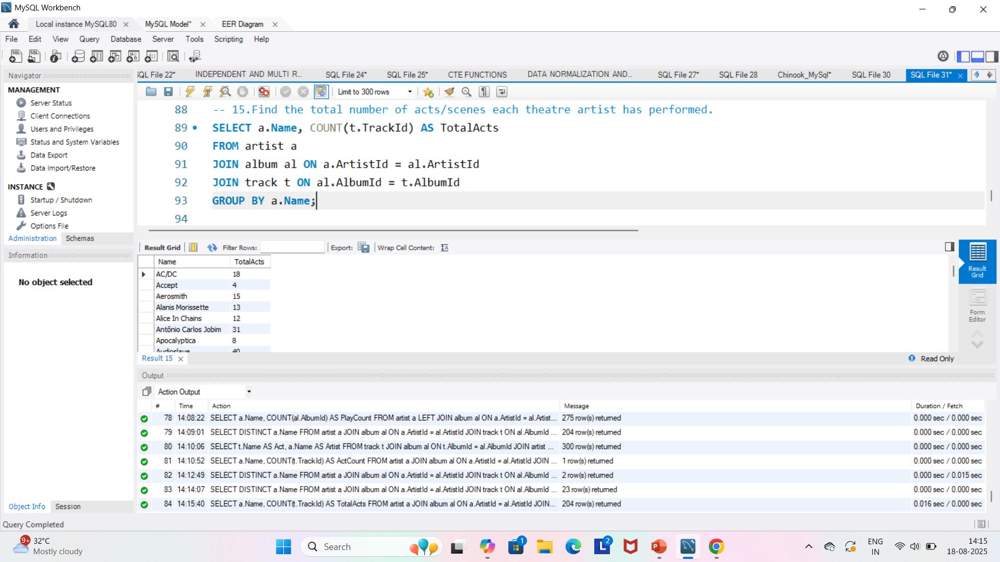 MySQL Workbench
Local instance MySQL80
MySQL Model*
EER Diagram
File Edit View Query Database Server Tools Scripting Help
Navigator
SQL File 22* INDEPENDENT AND MULTI R... SQL File 24* SQL File 25* CTE FUNCTIONS DATA NORMALIZATION AND... SQL File 27* SQL File 28 Chinook_MySql* SQL File 30 SQL File 31*
Limit to 300 rows
MANAGEMENT
Server Status
Client Connections
Users and Privileges
Status and System Variables
Data Export
Data Import/Restore
INSTANCE
Startup / Shutdown
Server Logs
Options File
Administration Schemas
Information
No object selected
Object Info Session
88 -- 15.Find the total number of acts/scenes each theatre artist has performed.
89 SELECT a.Name, COUNT(t.TrackId) AS TotalActs
90 FROM artist a
91 JOIN album al ON a.ArtistId = al.ArtistId
92 JOIN track t ON al.AlbumId = t.AlbumId
93 GROUP BY a.Name;
94
Result Grid Filter Rows: Export: Wrap Cell Content:
Name TotalActs
AC/DC 18
Accept 4
Aerosmith 15
Alanis Morissette 13
Alice In Chains 12
Antônio Carlos Jobim 31
Apocalyptica 8
Audioslave 40
Result
Grid
Form
Editor
Result 15
Read Only
Output
Action Output
# Time Action Message Duration / Fetch
78 14:08:22 SELECT a.Name, COUNT(al.AlbumId) AS PlayCount FROM artist a LEFT JOIN album al ON a.ArtistId = al.Artist... 275 row(s) returned 0.000 sec / 0.000 sec
79 14:09:01 SELECT DISTINCT a.Name FROM artist a JOIN album al ON a.ArtistId = al.ArtistId JOIN track t ON al.AlbumId ... 204 row(s) returned 0.000 sec / 0.000 sec
80 14:10:06 SELECT t.Name AS Act, a.Name AS Artist FROM track t JOIN album al ON t.AlbumId = al.AlbumId JOIN artist ... 300 row(s) returned 0.000 sec / 0.000 sec
81 14:10:52 SELECT a.Name, COUNT(t.TrackId) AS ActCount FROM artist a JOIN album al ON a.ArtistId = al.ArtistId JOIN ... 1 row(s) returned 0.000 sec / 0.000 sec
82 14:12:49 SELECT DISTINCT a.Name FROM artist a JOIN album al ON a.ArtistId = al.ArtistId JOIN track t ON al.AlbumId ... 2 row(s) returned 0.000 sec / 0.015 sec
83 14:14:07 SELECT DISTINCT a.Name FROM artist a JOIN album al ON a.ArtistId = al.ArtistId JOIN track t ON al.AlbumId ... 23 row(s) returned 0.000 sec / 0.000 sec
84 14:15:40 SELECT a.Name, COUNT(t.TrackId) AS TotalActs FROM artist a JOIN album al ON a.ArtistId = al.ArtistId JOIN... 204 row(s) returned 0.016 sec / 0.000 sec
Query Completed
9+
32°C
Mostly cloudy
Search
1
L
2
P
ENG
IN
14:15
18-08-2025